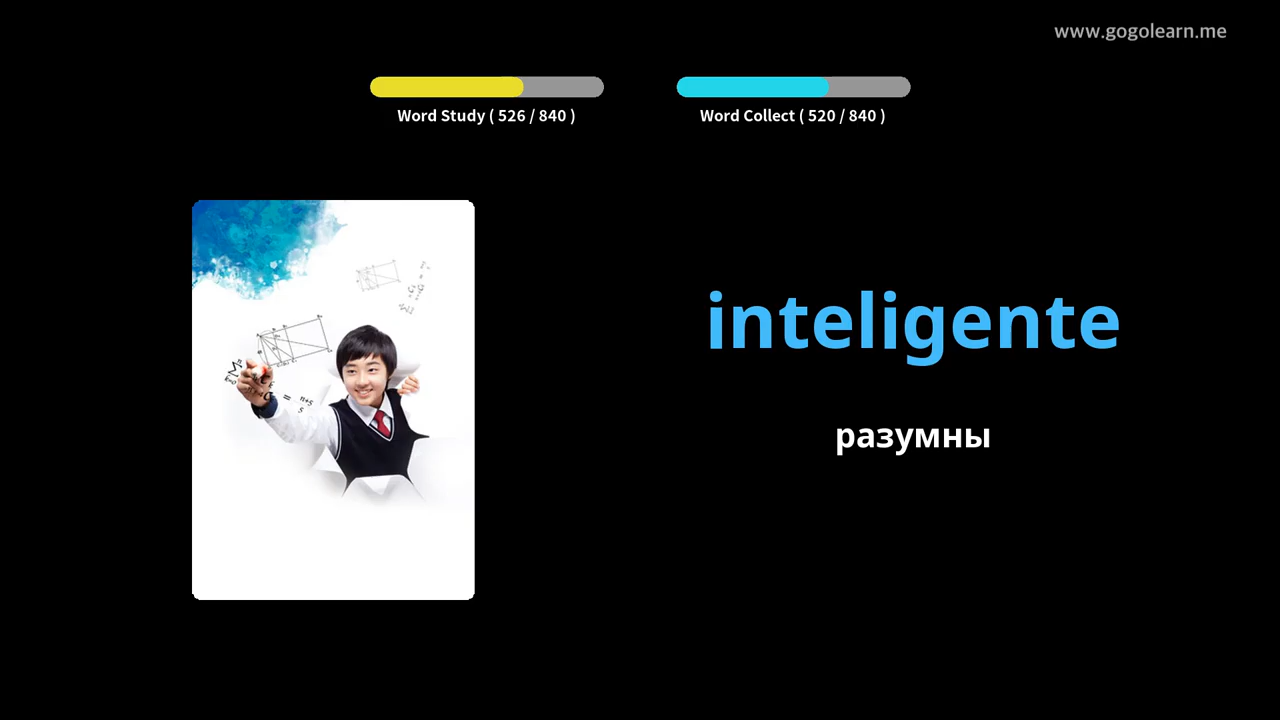 www.gogolearn.me
Word Study ( 526 / 840 )
Word Collect ( 520 / 840 )
inteligente
разумны